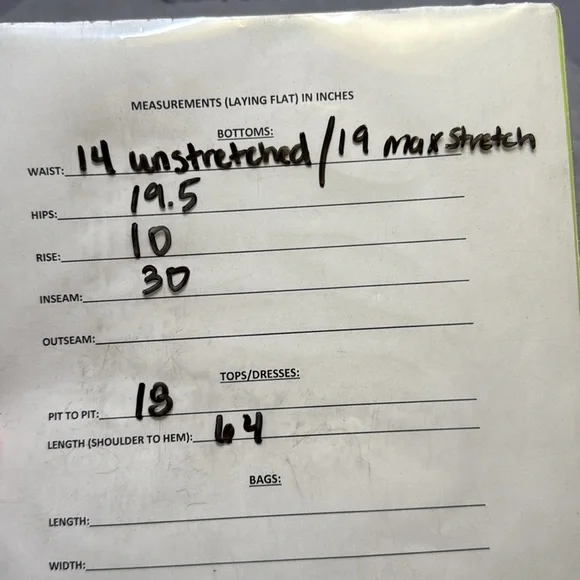 MEASUREMENTS (LAYING FLAT) IN INCHES
BOTTOMS:
WAIST: 14 unstretched / 19 max stretch
HIPS: 19.5
RISE: 10
INSEAM: 30
OUTSEAM:
TOPS/DRESSES:
PIT TO PIT: 18
LENGTH (SHOULDER TO HEM): 64
BAGS:
LENGTH:
WIDTH: